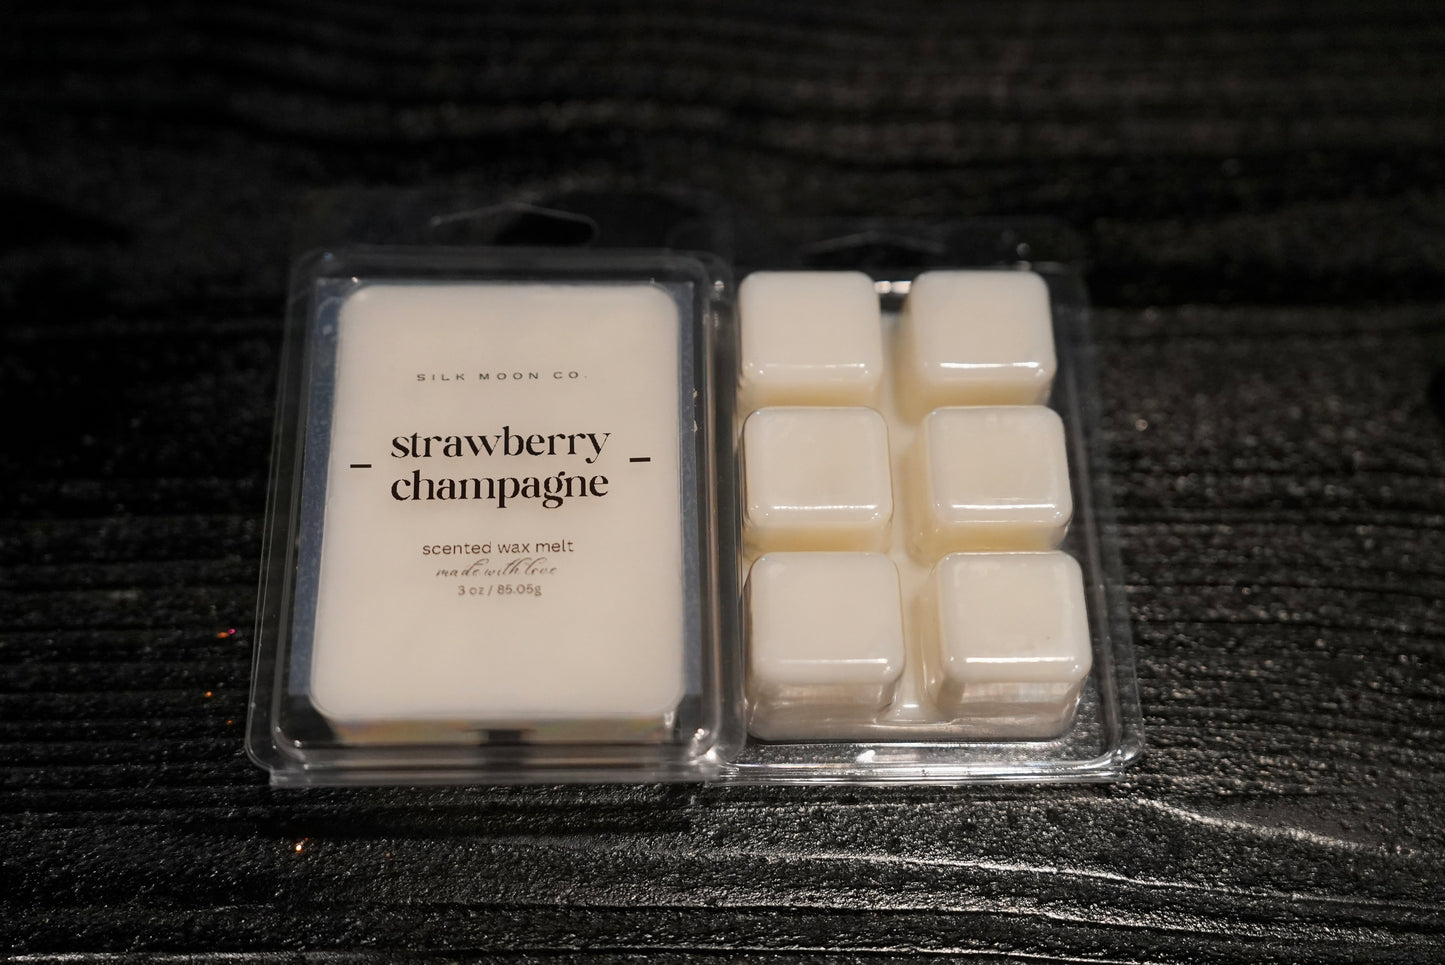 SILK MOON CO.
strawberry
champagne
scented wax melt
made with love
3 oz / 85.05g